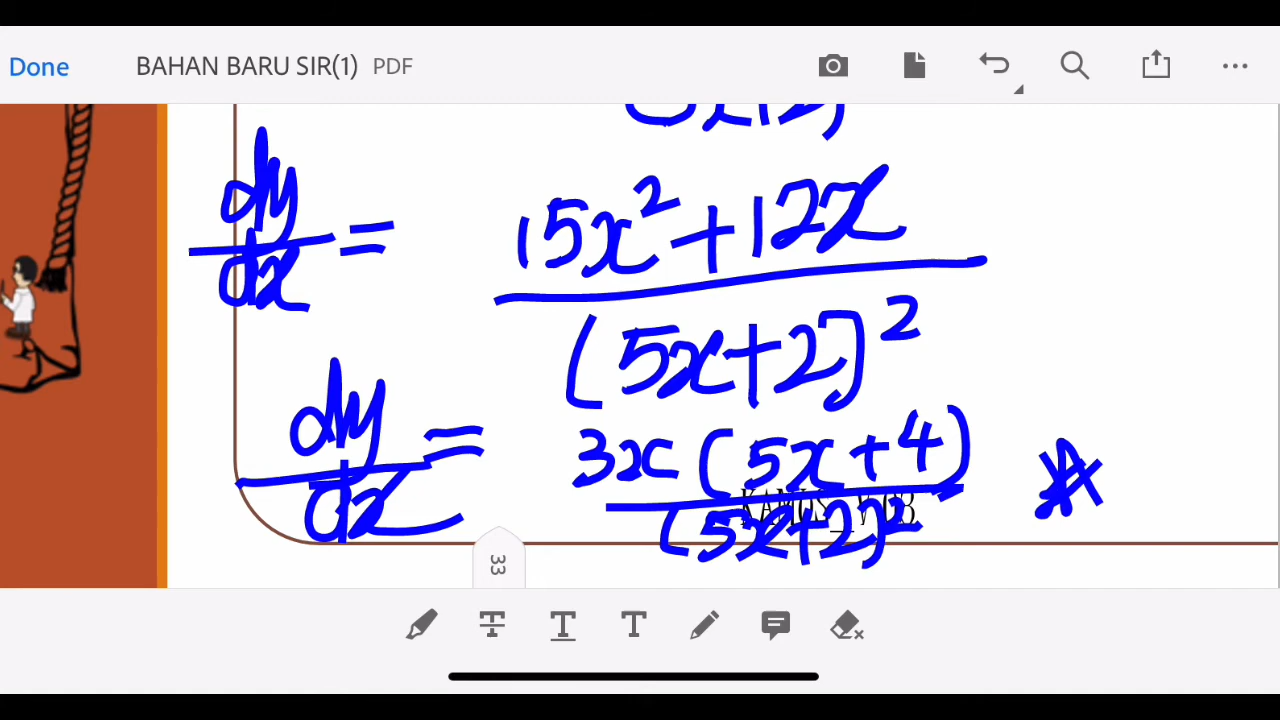 Done BAHAN BARU SIR(1) PDF
dy/dx = 15x² + 12x / (5x+2)²
dy/dx = 3x(5x+4) / (5x+2)²
33